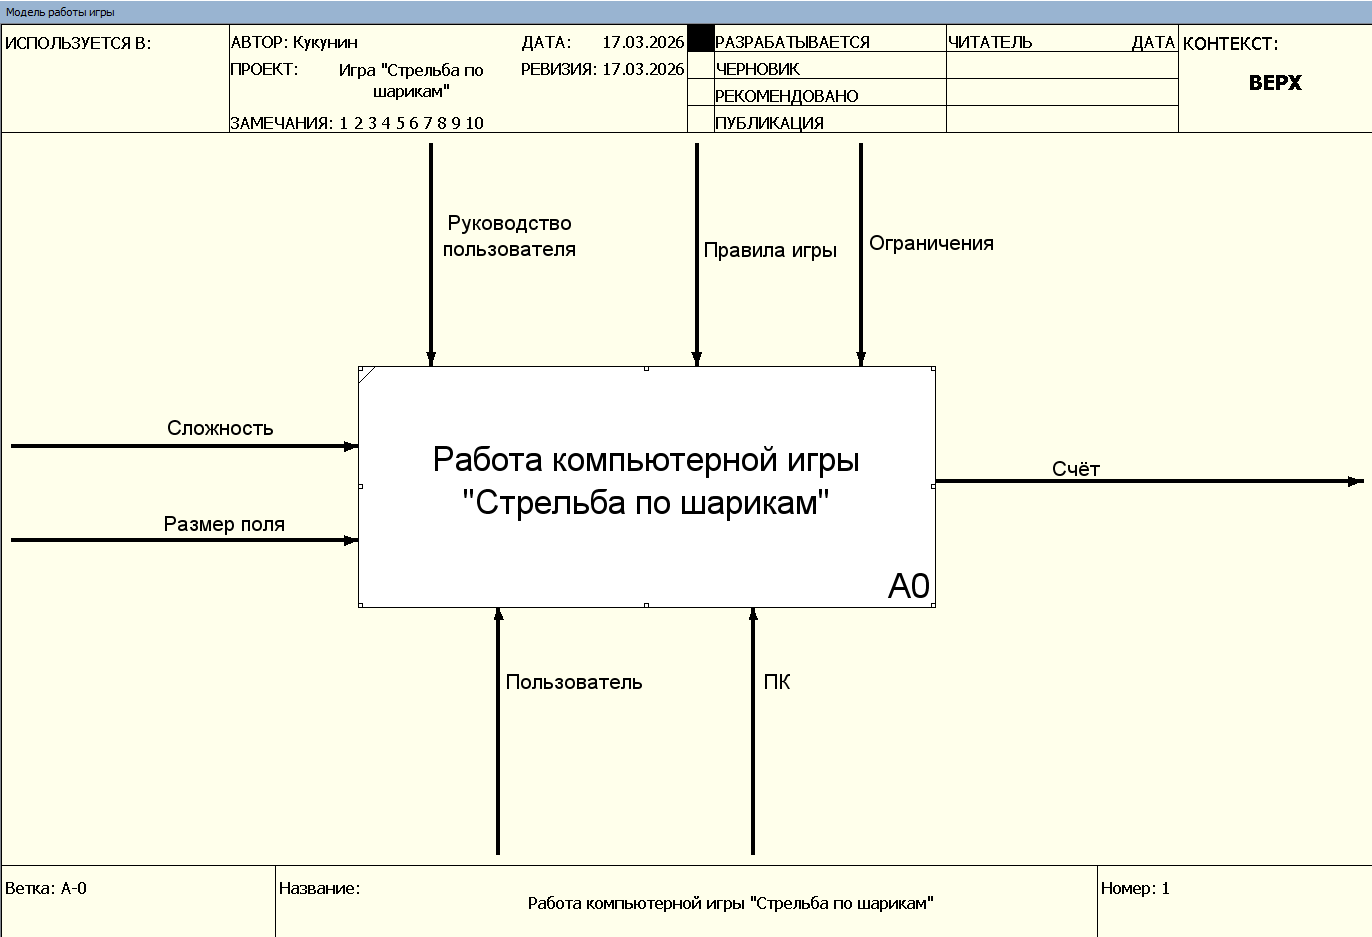 Модель работы игры
ИСПОЛЬЗУЕТСЯ В:
АВТОР: Кукунин
ДАТА: 17.03.2026
ПРОЕКТ: Игра "Стрельба по
шарикам"
РЕВИЗИЯ: 17.03.2026
ЗАМЕЧАНИЯ: 1 2 3 4 5 6 7 8 9 10
РАЗРАБАТЫВАЕТСЯ
ЧЕРНОВИК
РЕКОМЕНДОВАНО
ПУБЛИКАЦИЯ
ЧИТАТЕЛЬ ДАТА
КОНТЕКСТ:
ВЕРХ
Руководство
пользователя
Правила игры
Ограничения
Сложность
Размер поля
Работа компьютерной игры
"Стрельба по шарикам"
A0
Счёт
Пользователь
ПК
Ветка: A-0
Название:
Работа компьютерной игры "Стрельба по шарикам"
Номер: 1